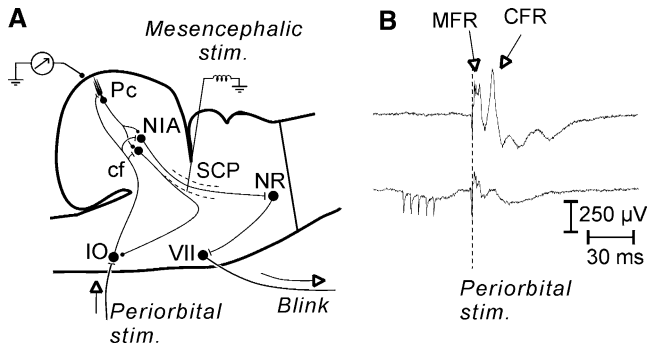 A
Mesencephalic
stim.
Pc
NIA
cf
SCP
NR
IO
VII
Periorbital
stim.
Blink
B
MFR
CFR
250 µV
30 ms
Periorbital
stim.